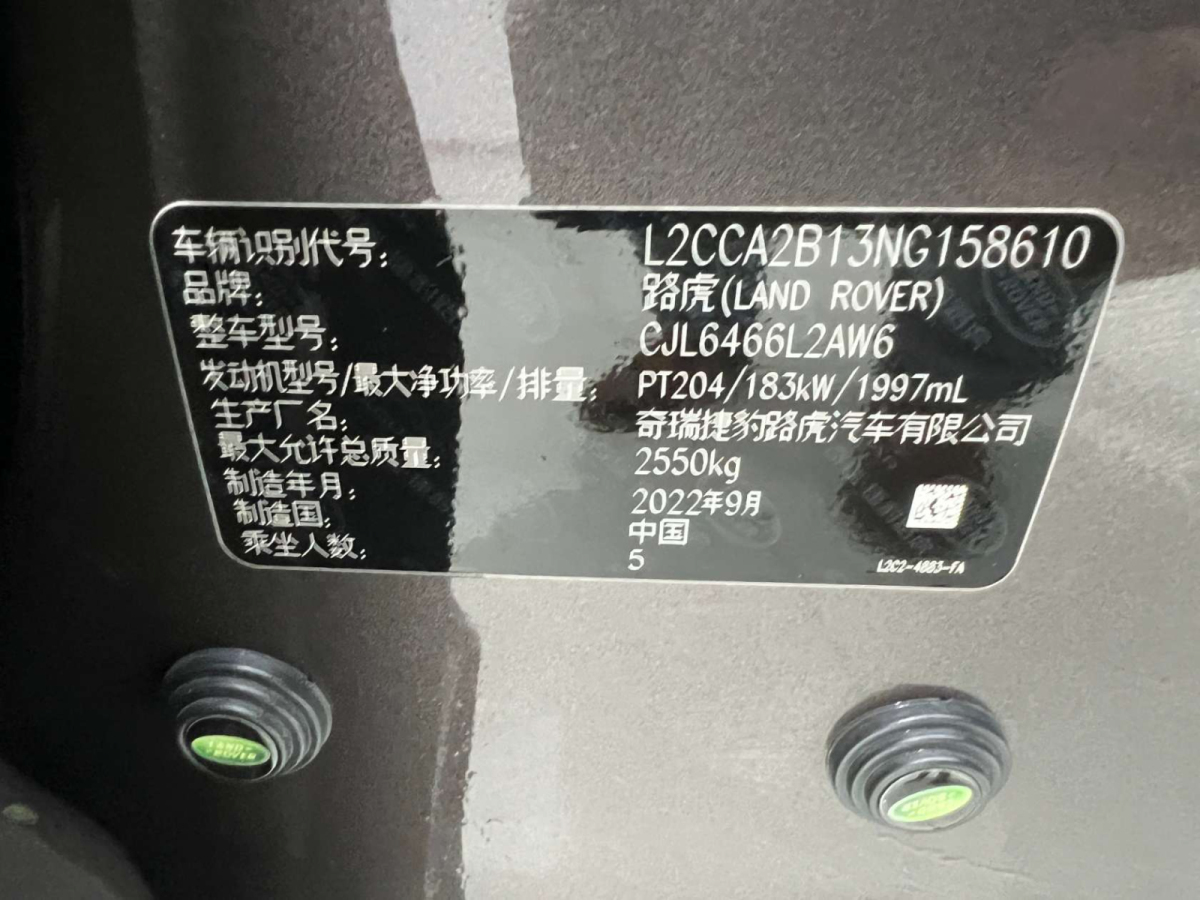 车辆识别代号: L2CCA2B13NG158610
品牌: 路虎(LAND ROVER)
整车型号: CJL6466L2AW6
发动机型号/最大净功率/排量: PT204/183kW/1997mL
生产厂名: 奇瑞捷豹路虎汽车有限公司
最大允许总质量: 2550kg
制造年月: 2022年9月
制造国: 中国
乘坐人数: 5
L2C2-4083-FA
LAND-
-ROVER